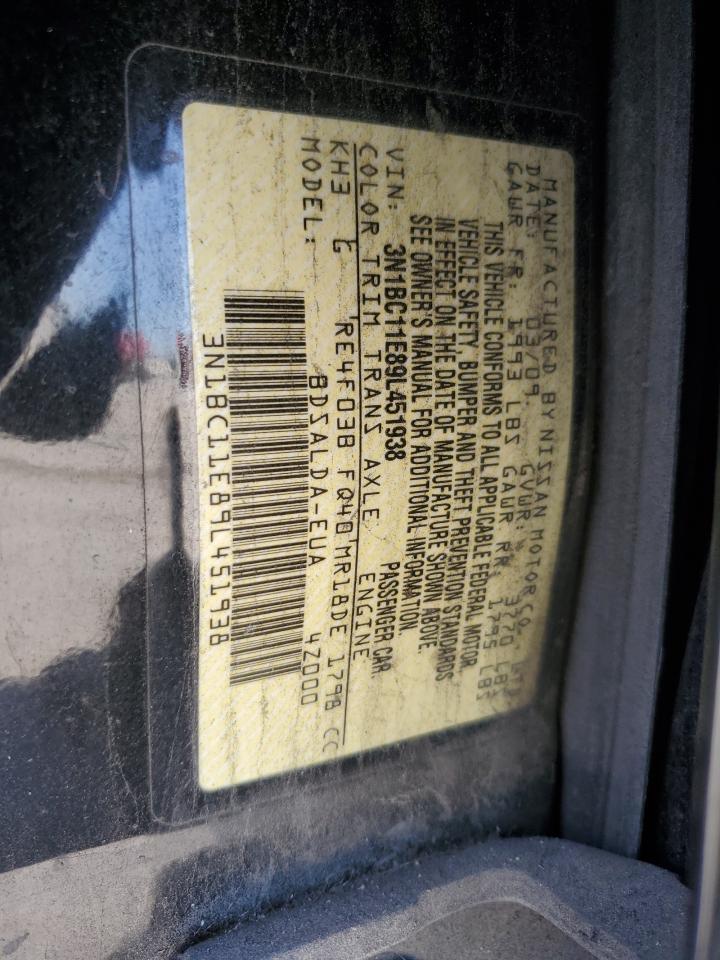 MANUFACTURED BY NISSAN MOTOR CO.
DATE: 03/09. GVWR: 3770 LBS
GAWR FR: 1993 LBS GAWR RR: 1795 LBS
THIS VEHICLE CONFORMS TO ALL APPLICABLE FEDERAL MOTOR
VEHICLE SAFETY, BUMPER AND THEFT PREVENTION STANDARDS
IN EFFECT ON THE DATE OF MANUFACTURE SHOWN ABOVE.
SEE OWNER'S MANUAL FOR ADDITIONAL INFORMATION.
VIN: 3N1BC11E89L451938 PASSENGER CAR.
COLOR TRIM TRANS AXLE ENGINE
KH3 G RE4F03B FQ40 MR18DE 1798 CC
MODEL: BDSALDA-EUA 4Z000
3N1BC11E89L451938